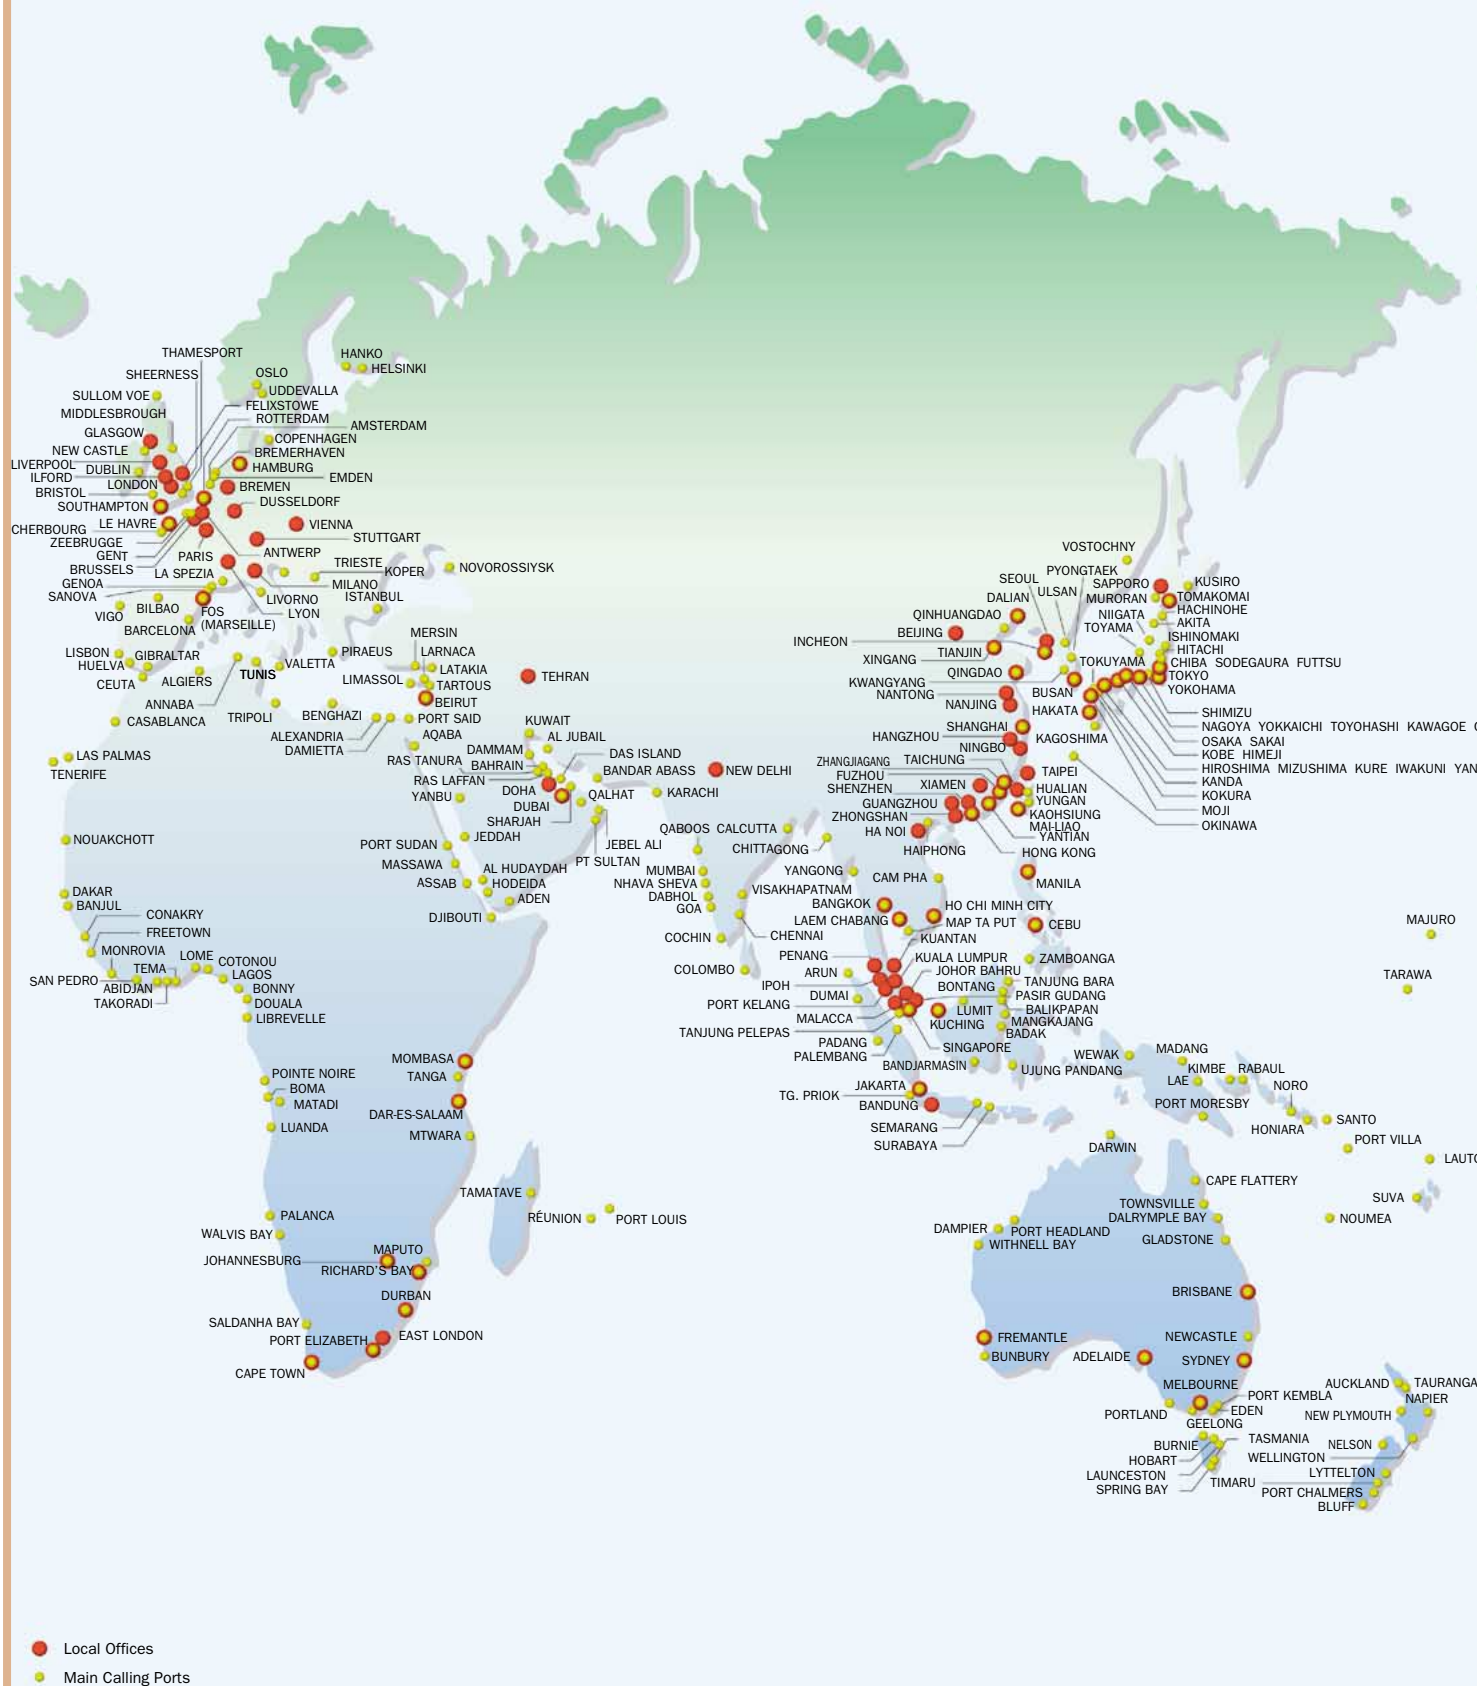 THAMESPORT
HANKO
SHEERNESS
OSLO
HELSINKI
SULLOM VOE
UDDEVALLA
MIDDLESBROUGH
FELIXSTOWE
ROTTERDAM
GLASGOW
AMSTERDAM
COPENHAGEN
NEW CASTLE
BREMERHAVEN
LIVERPOOL
DUBLIN
HAMBURG
ILFORD
EMDEN
LONDON
BREMEN
BRISTOL
DUSSELDORF
SOUTHAMPTON
LE HAVRE
VIENNA
CHERBOURG
STUTTGART
ZEEBRUGGE
GENT
PARIS
ANTWERP
BRUSSELS
TRIESTE
LA SPEZIA
KOPER
NOVOROSSIYSK
GENOA
MILANO
SANOVA
LIVORNO
ISTANBUL
VIGO
BILBAO
FOS
(MARSEILLE)
LYON
BARCELONA
MERSIN
LISBON
GIBRALTAR
PIRAEUS
LARNACA
HUELVA
VALETTA
LATAKIA
CEUTA
ALGIERS
TUNIS
LIMASSOL
TARTOUS
TEHRAN
ANNABA
BEIRUT
CASABLANCA
TRIPOLI
BENGHAZI
PORT SAID
ALEXANDRIA
AQABA
DAMIETTA
KUWAIT
AL JUBAIL
LAS PALMAS
TENERIFE
DAMMAM
DAS ISLAND
RAS TANURA
BAHRAIN
BANDAR ABASS
NEW DELHI
RAS LAFFAN
DOHA
QALHAT
KARACHI
YANBU
DUBAI
SHARJAH
NOUAKCHOTT
JEDDAH
JEBEL ALI
PORT SUDAN
PT SULTAN
MASSAWA
AL HUDAYDAH
ASSAB
HODEIDA
ADEN
DJIBOUTI
QABOOS
CALCUTTA
CHITTAGONG
MUMBAI
NHAVA SHEVA
DABHOL
GOA
VISAKHAPATNAM
COCHIN
CHENNAI
COLOMBO
YANGONG
DAKAR
BANJUL
CONAKRY
FREETOWN
MONROVIA
SAN PEDRO
ABIDJAN
TEMA
TAKORADI
LOME
COTONOU
LAGOS
BONNY
DOUALA
LIBREVELLE
MOMBASA
TANGA
POINTE NOIRE
BOMA
MATADI
DAR-ES-SALAAM
LUANDA
MTWARA
TAMATAVE
PALANCA
RÉUNION
PORT LOUIS
WALVIS BAY
MAPUTO
JOHANNESBURG
RICHARD'S BAY
DURBAN
SALDANHA BAY
PORT ELIZABETH
EAST LONDON
CAPE TOWN
VOSTOCHNY
PYONGTAEK
SEOUL
ULSAN
SAPPORO
KUSIRO
DALIAN
MURORAN
TOMAKOMAI
QINHUANGDAO
NIIGATA
HACHINOHE
BEIJING
TOYAMA
AKITA
INCHEON
ISHINOMAKI
XINGANG
TIANJIN
HITACHI
TOKUYAMA
CHIBA SODEGAURA FUTTSU
QINGDAO
TOKYO
KWANGYANG
BUSAN
YOKOHAMA
NANTONG
NANJING
HAKATA
SHIMIZU
SHANGHAI
NAGOYA YOKKAICHI TOYOHASHI KAWAGOE
HANGZHOU
KAGOSHIMA
OSAKA SAKAI
NINGBO
KOBE HIMEJI
ZHANGJIAGANG
TAICHUNG
HIROSHIMA MIZUSHIMA KURE IWAKUNI YAN
FUZHOU
TAIPEI
KANDA
SHENZHEN
XIAMEN
HUALIAN
KOKURA
GUANGZHOU
YUNGAN
MOJI
ZHONGSHAN
KAOHSIUNG
OKINAWA
MAI-LIAO
HA NOI
YANTIAN
HAIPHONG
HONG KONG
CAM PHA
MANILA
BANGKOK
HO CHI MINH CITY
LAEM CHABANG
MAP TA PUT
CEBU
KUANTAN
PENANG
KUALA LUMPUR
ZAMBOANGA
ARUN
JOHOR BAHRU
IPOH
BONTANG
TANJUNG BARA
DUMAI
PASIR GUDANG
PORT KELANG
LUMIT
BALIKPAPAN
MALACCA
KUCHING
MANGKAJANG
TANJUNG PELEPAS
BADAK
PADANG
SINGAPORE
PALEMBANG
BANDJARMASIN
UJUNG PANDANG
JAKARTA
TG. PRIOK
BANDUNG
SEMARANG
SURABAYA
MAJURO
TARAWA
WEWAK
MADANG
KIMBE
RABAUL
LAE
NORO
PORT MORESBY
HONIARA
SANTO
DARWIN
PORT VILLA
LAUTO
CAPE FLATTERY
TOWNSVILLE
SUVA
DALRYMPLE BAY
NOUMEA
DAMPIER
PORT HEADLAND
WITHNELL BAY
GLADSTONE
BRISBANE
FREMANTLE
NEWCASTLE
BUNBURY
ADELAIDE
SYDNEY
MELBOURNE
PORT KEMBLA
AUCKLAND
TAURANGA
NAPIER
PORTLAND
EDEN
NEW PLYMOUTH
GEELONG
BURNIE
TASMANIA
NELSON
HOBART
WELLINGTON
LAUNCESTON
TIMARU
LYTTELTON
SPRING BAY
PORT CHALMERS
BLUFF
Local Offices
Main Calling Ports